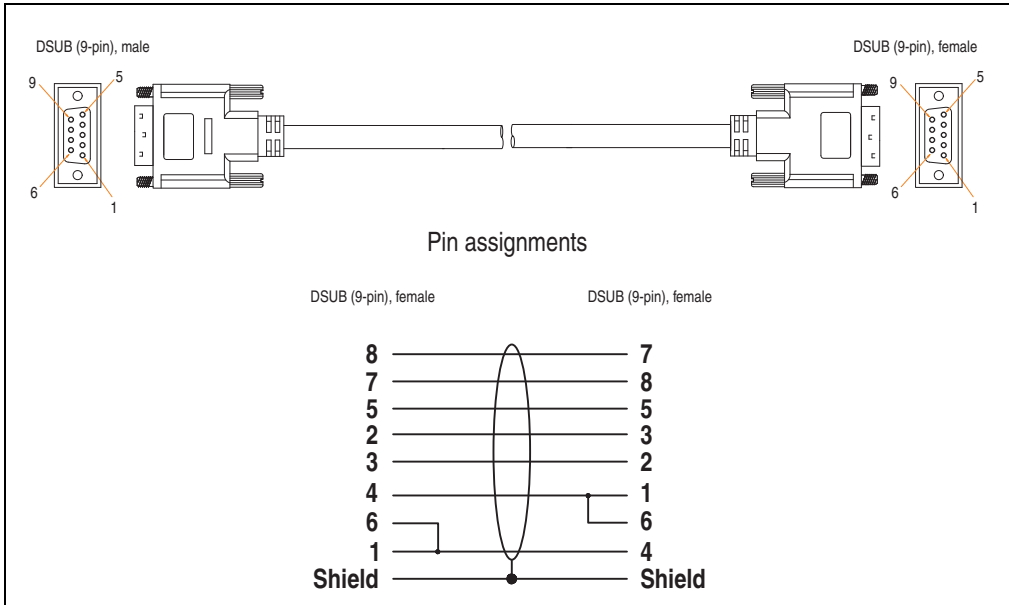 DSUB (9-pin), male
DSUB (9-pin), female
9 5
9 5
6 1
6 1
Pin assignments
DSUB (9-pin), female DSUB (9-pin), female
8 7
7 8
5 5
2 3
3 2
4 1
6 6
1 4
Shield Shield